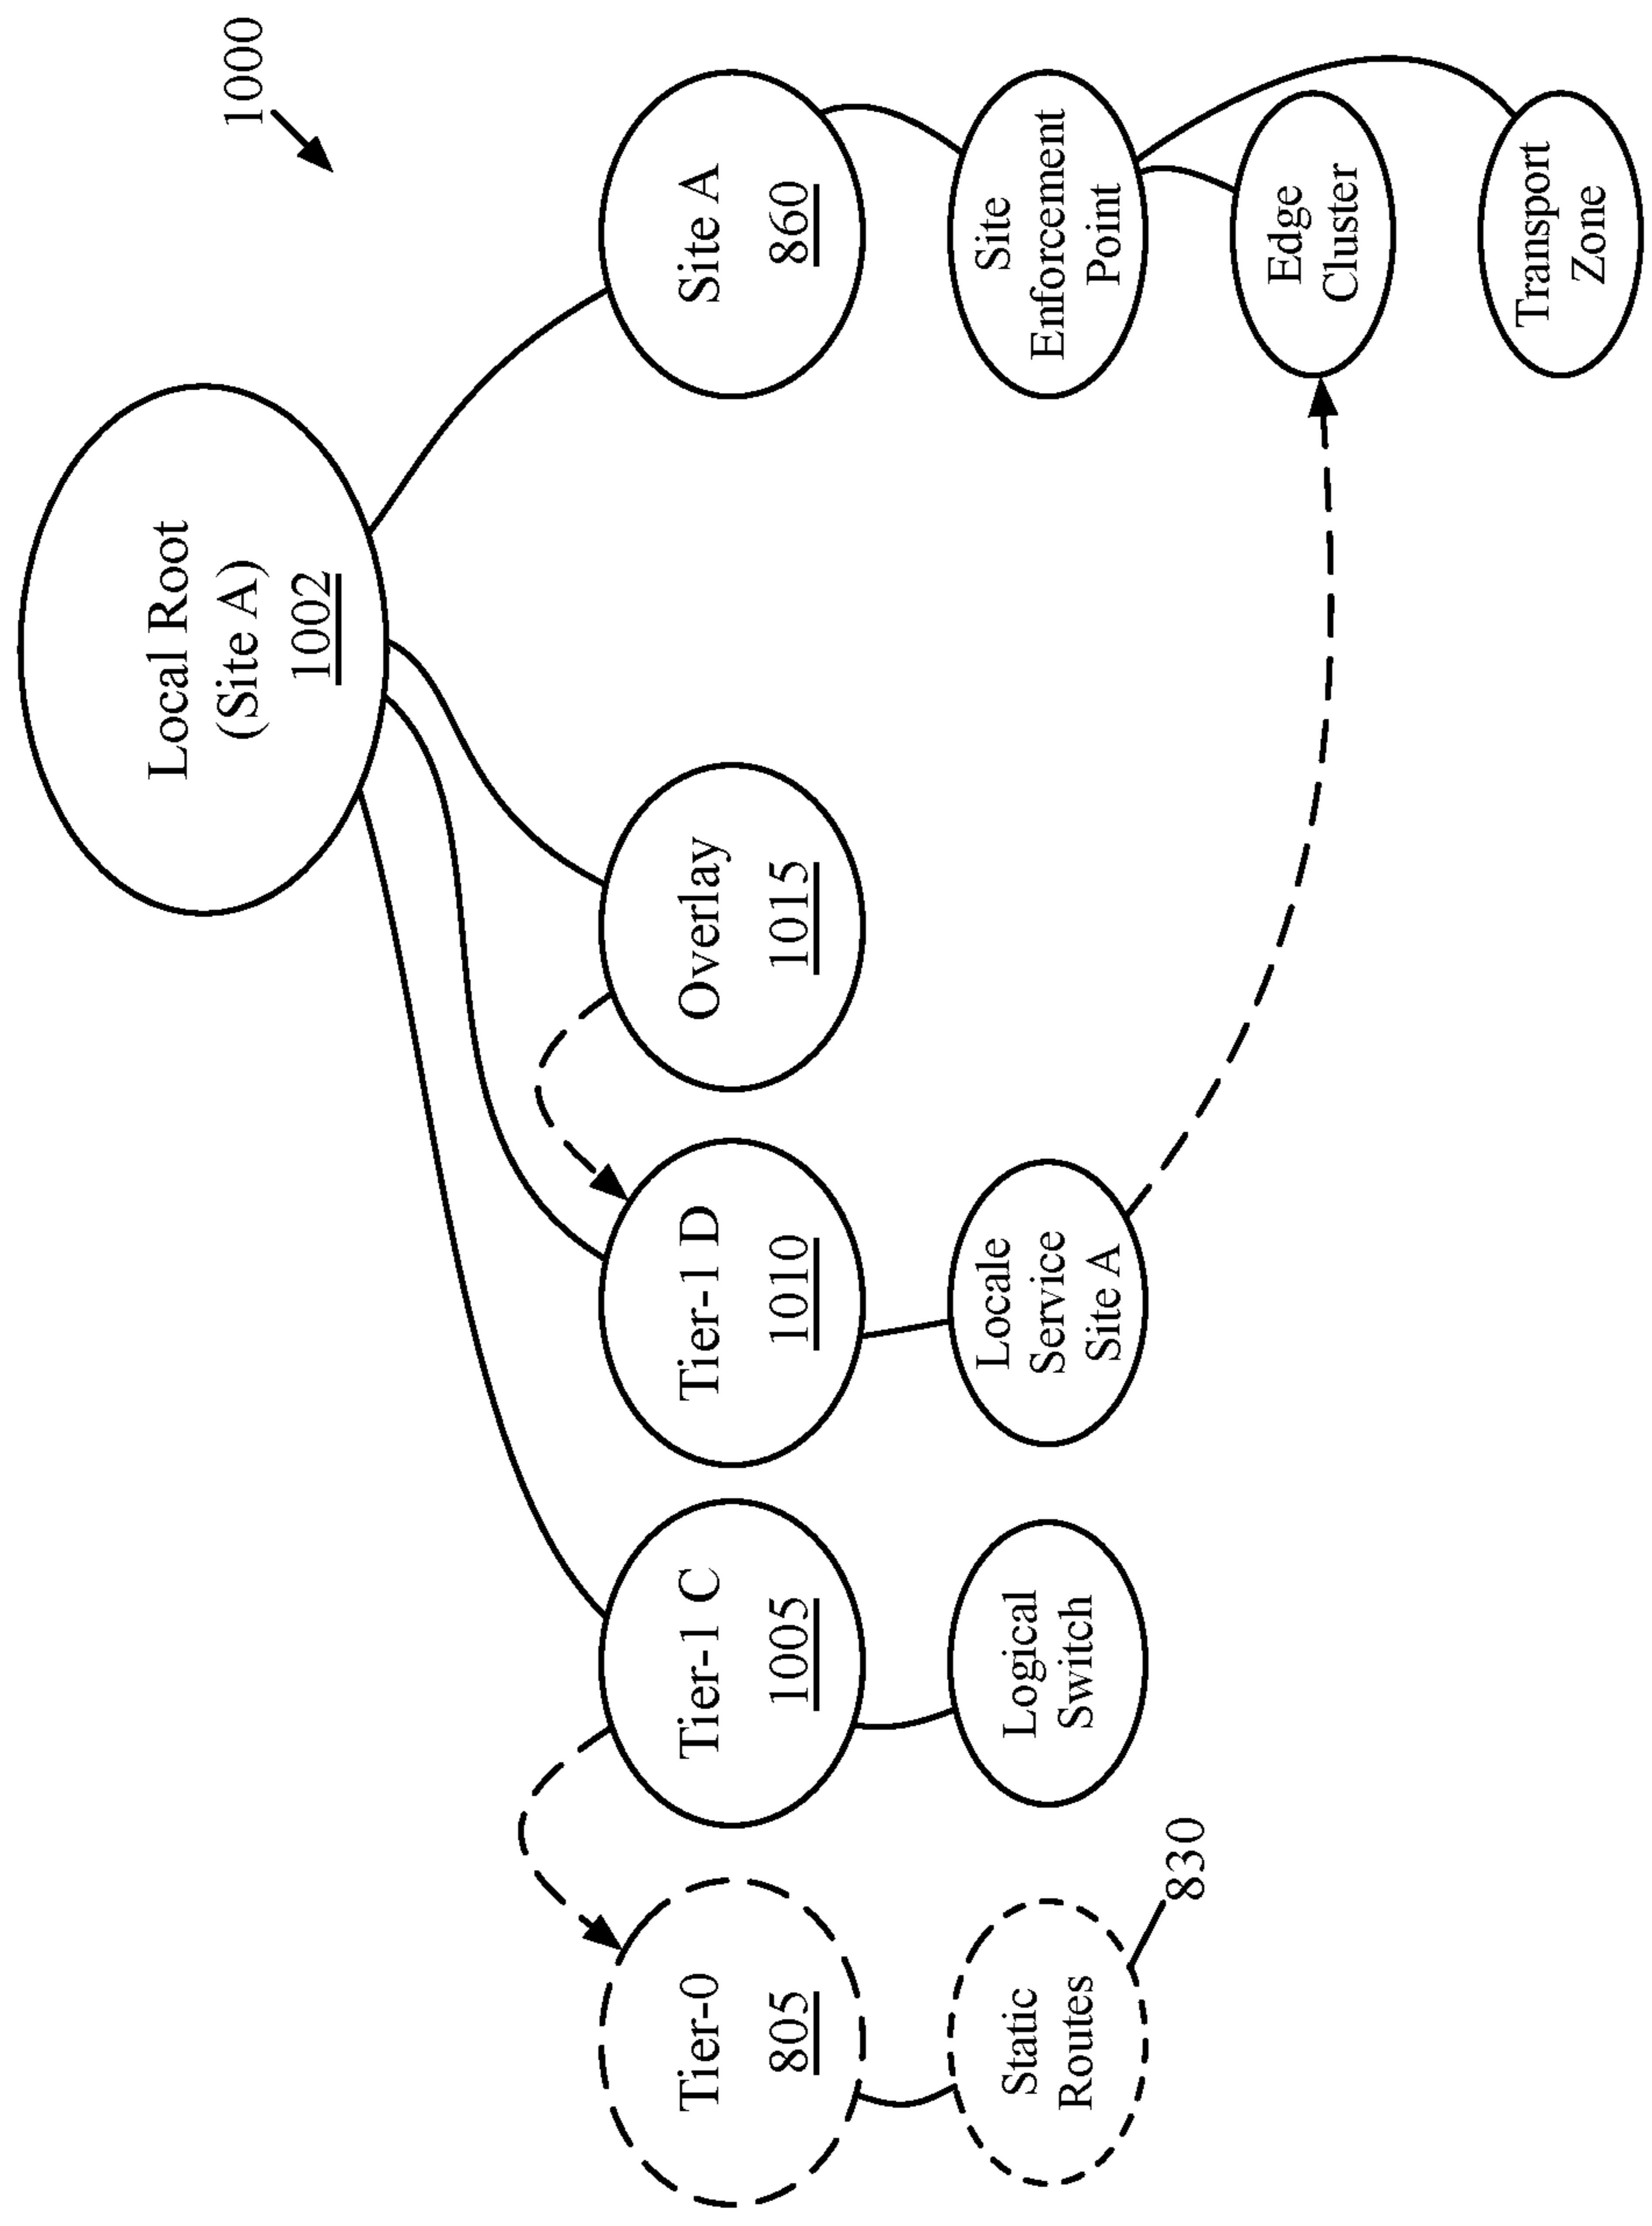 1000
Local Root
(Site A)
1002
Tier-0
805
Tier-1 C
1005
Tier-1 D
1010
Overlay
1015
Site A
860
Static
Routes
830
Logical
Switch
Locale
Service
Site A
Site
Enforcement
Point
Edge
Cluster
Transport
Zone